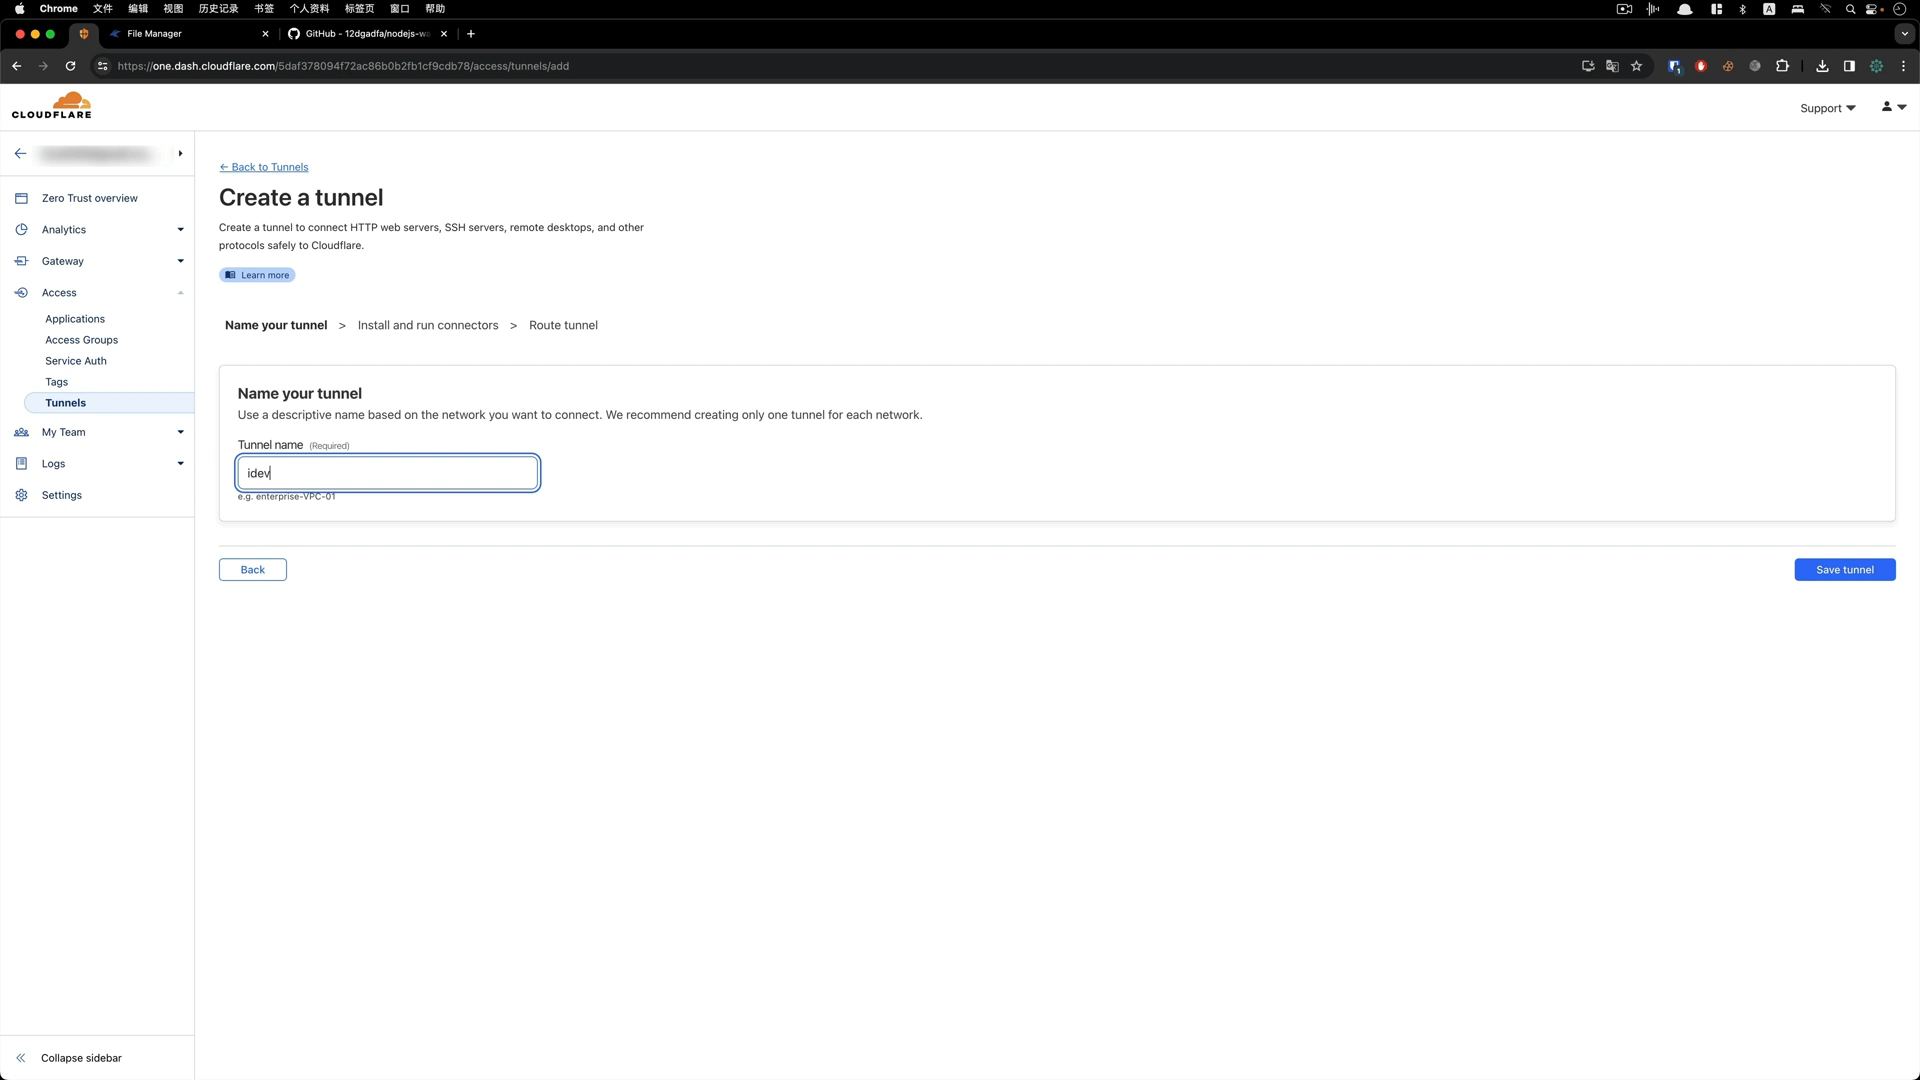 Chrome 文件 编辑 视图 历史记录 书签 个人资料 标签页 窗口 帮助
File Manager
GitHub - 12dgadfa/nodejs-wa
https://one.dash.cloudflare.com/5daf378094f72ac86b0b2fb1cf9cdb78/access/tunnels/add
CLOUDFLARE
Support
Zero Trust overview
Analytics
Gateway
Access
Applications
Access Groups
Service Auth
Tags
Tunnels
My Team
Logs
Settings
Collapse sidebar
← Back to Tunnels
Create a tunnel
Create a tunnel to connect HTTP web servers, SSH servers, remote desktops, and other
protocols safely to Cloudflare.
Learn more
Name your tunnel > Install and run connectors > Route tunnel
Name your tunnel
Use a descriptive name based on the network you want to connect. We recommend creating only one tunnel for each network.
Tunnel name (Required)
idev
e.g. enterprise-VPC-01
Back
Save tunnel